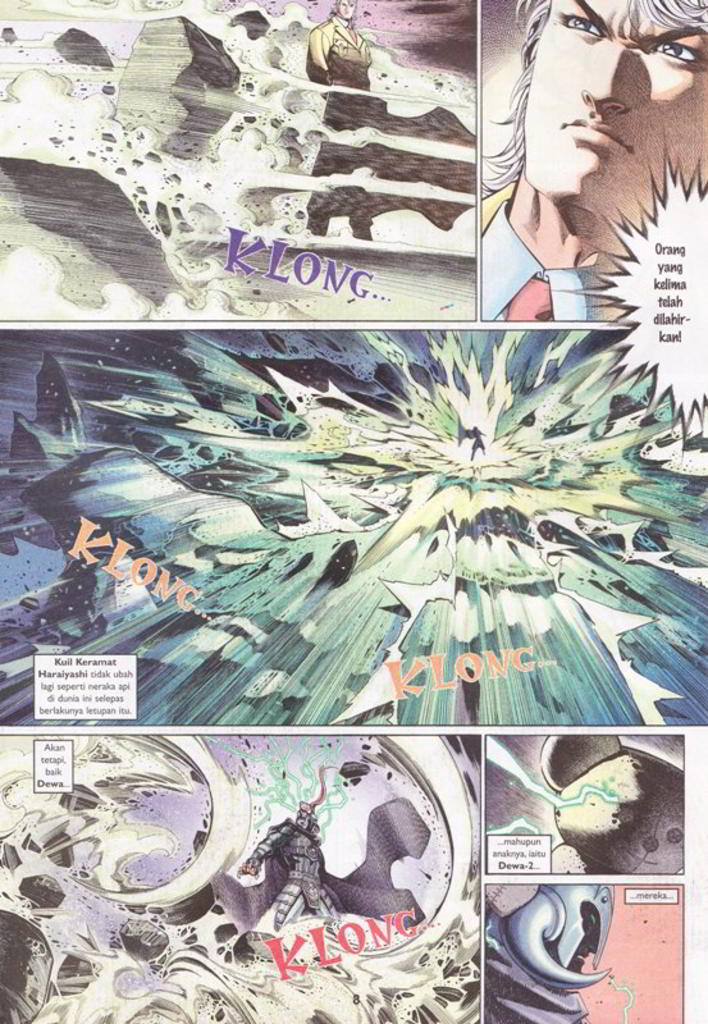 KLONG...
Orang
yang
kelima
telah
dilahir-
kan!
KLONG...
KLONG...
Kuil Keramat
Haraiyashi tidak ubah
lagi seperti neraka api
di dunia ini selepas
berlakunya letupan itu.
Akan
tetapi,
baik
Dewa...
KLONG...
...mahupun
anaknya, iaitu
Dewa-2...
...mereka...
8